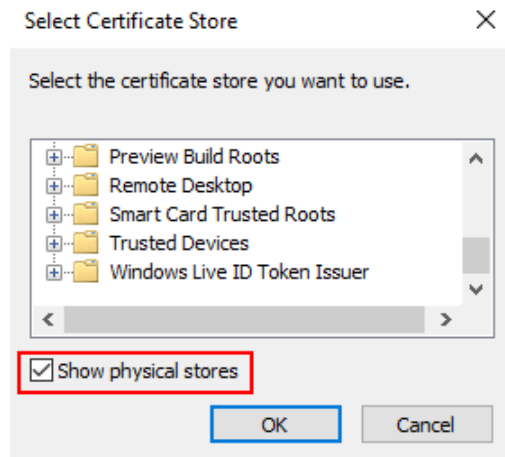 Select Certificate Store
Select the certificate store you want to use.
Preview Build Roots
Remote Desktop
Smart Card Trusted Roots
Trusted Devices
Windows Live ID Token Issuer
Show physical stores
OK Cancel